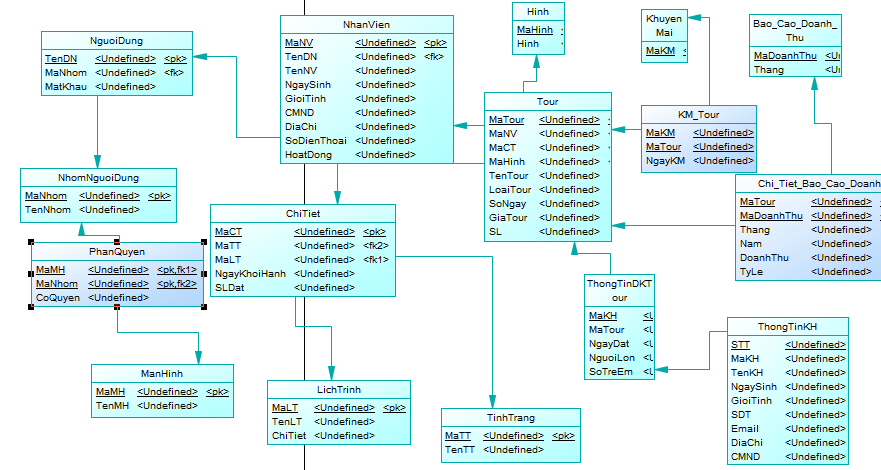 NguoiDung
TenDN <Undefined> <pk>
MaNhom <Undefined> <fk>
MatKhau <Undefined>
NhanVien
MaNV <Undefined> <pk>
TenDN <Undefined> <fk>
TenNV <Undefined>
NgaySinh <Undefined>
GioiTinh <Undefined>
CMND <Undefined>
DiaChi <Undefined>
SoDienThoai <Undefined>
HoatDong <Undefined>
Hinh
MaHinh
Hinh
Khuyen
Mai
MaKM
Bao_Cao_Doanh_
Thu
MaDoanhThu
Thang
Tour
MaTour <Undefined>
MaNV <Undefined>
MaCT <Undefined>
MaHinh <Undefined>
TenTour <Undefined>
LoaiTour <Undefined>
SoNgay <Undefined>
GiaTour <Undefined>
SL <Undefined>
KM_Tour
MaKM <Undefined>
MaTour <Undefined>
NgayKM <Undefined>
NhomNguoiDung
MaNhom <Undefined> <pk>
TenNhom <Undefined>
ChiTiet
MaCT <Undefined> <pk>
MaTT <Undefined> <fk2>
MaLT <Undefined> <fk1>
NgayKhoiHanh <Undefined>
SLDat <Undefined>
Chi_Tiet_Bao_Cao_Doanh
MaTour <Undefined>
MaDoanhThu <Undefined>
Thang <Undefined>
Nam <Undefined>
DoanhThu <Undefined>
TyLe <Undefined>
PhanQuyen
MaMH <Undefined> <pk,fk1>
MaNhom <Undefined> <pk,fk2>
CoQuyen <Undefined>
ThongTinDKT
our
MaKH <U
MaTour <U
NgayDat <U
NguoiLon <U
SoTreEm <U
ThongTinKH
STT <Undefined>
MaKH <Undefined>
TenKH <Undefined>
NgaySinh <Undefined>
GioiTinh <Undefined>
SDT <Undefined>
Email <Undefined>
DiaChi <Undefined>
CMND <Undefined>
ManHinh
MaMH <Undefined> <pk>
TenMH <Undefined>
LichTrinh
MaLT <Undefined> <pk>
TenLT <Undefined>
ChiTiet <Undefined>
TinhTrang
MaTT <Undefined> <pk>
TenTT <Undefined>